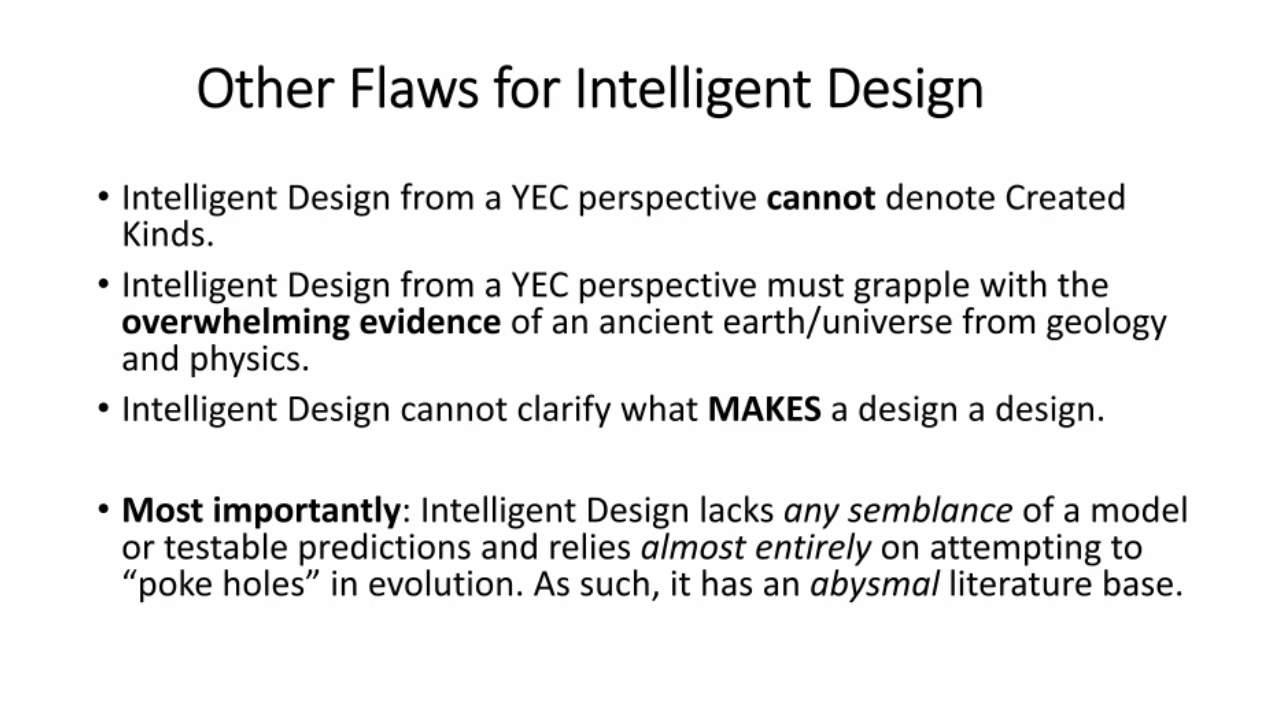 Other Flaws for Intelligent Design
• Intelligent Design from a YEC perspective cannot denote Created
Kinds.
• Intelligent Design from a YEC perspective must grapple with the
overwhelming evidence of an ancient earth/universe from geology
and physics.
• Intelligent Design cannot clarify what MAKES a design a design.
• Most importantly: Intelligent Design lacks any semblance of a model
or testable predictions and relies almost entirely on attempting to
“poke holes” in evolution. As such, it has an abysmal literature base.